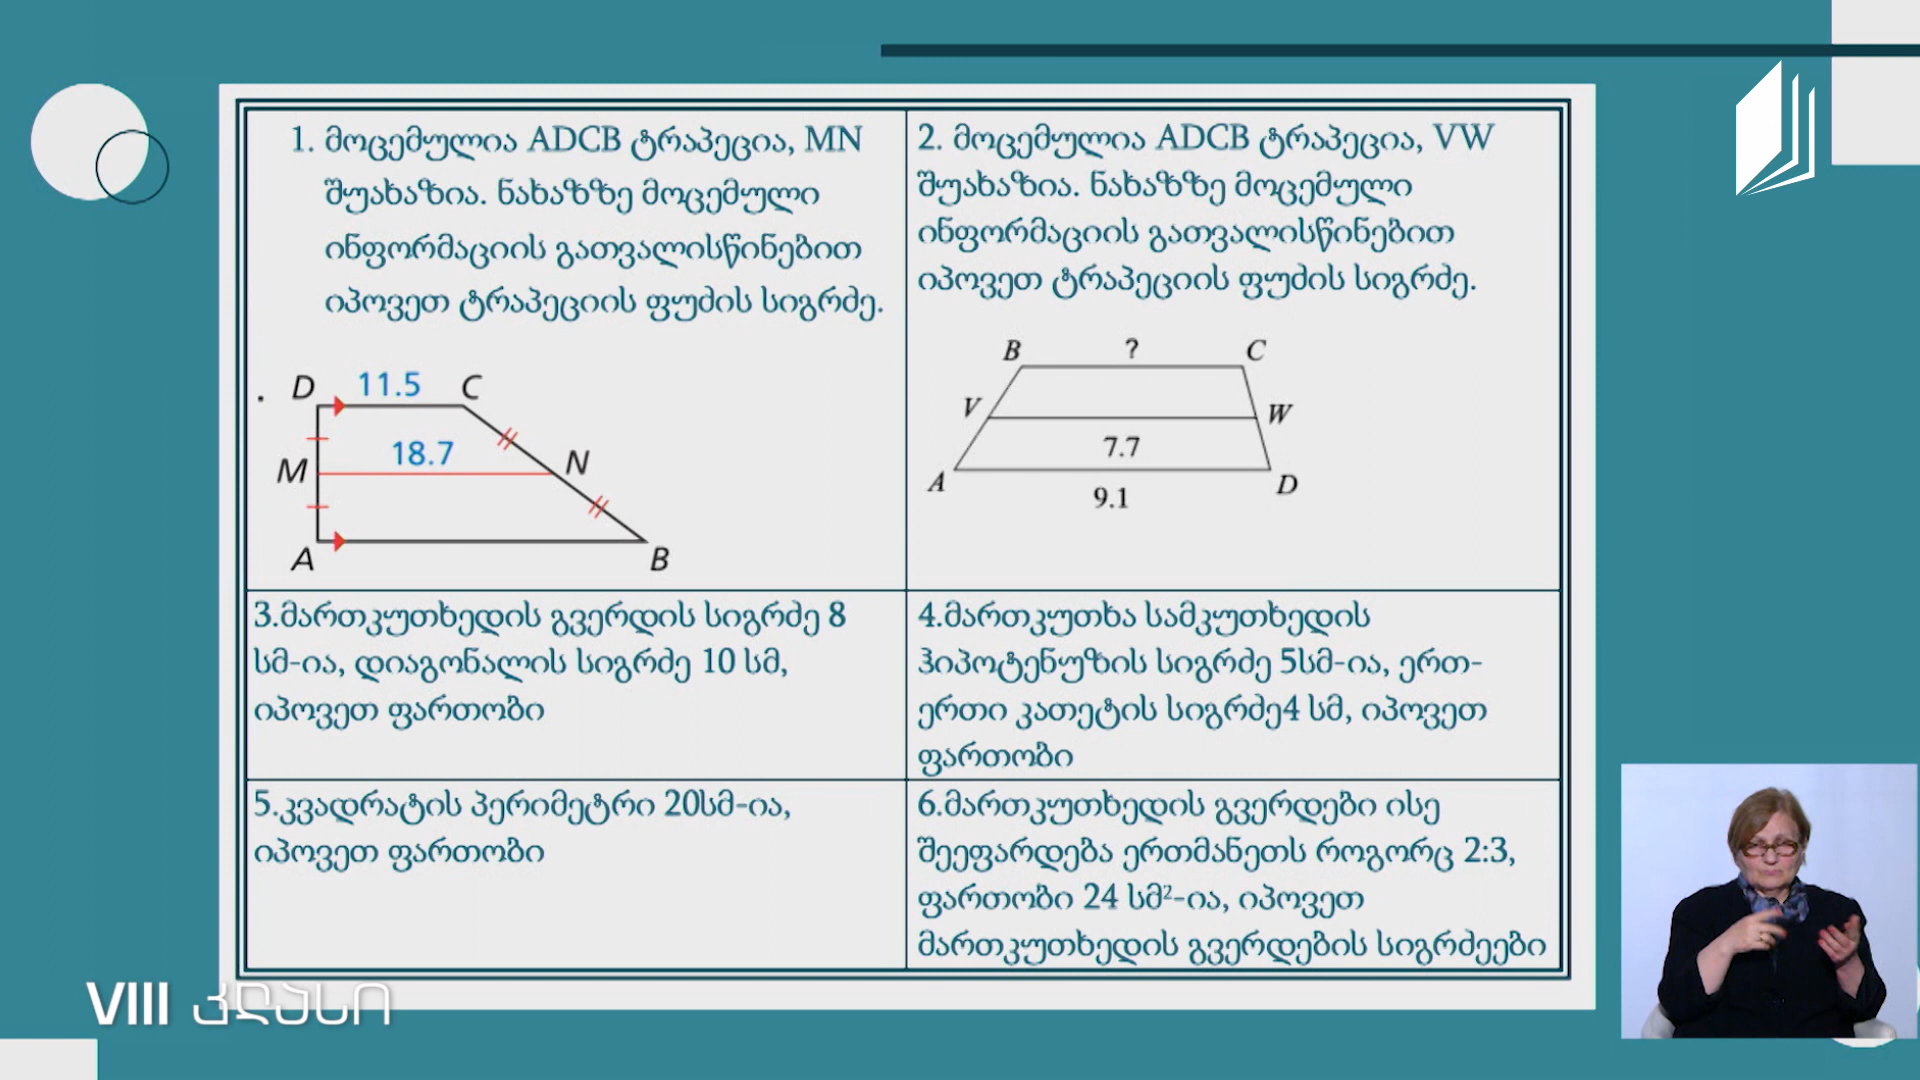 1. მოცემულია ADCB ტრაპეცია, MN
შუახაზია. ნახაზზე მოცემული
ინფორმაციის გათვალისწინებით
იპოვეთ ტრაპეციის ფუძის სიგრძე.
. D 11.5 C
18.7
M N
A B
2. მოცემულია ADCB ტრაპეცია, VW
შუახაზია. ნახაზზე მოცემული
ინფორმაციის გათვალისწინებით
იპოვეთ ტრაპეციის ფუძის სიგრძე.
B ? C
V W
7.7
A D
9.1
3.მართკუთხედის გვერდის სიგრძე 8
სმ-ია, დიაგონალის სიგრძე 10 სმ,
იპოვეთ ფართობი
4.მართკუთხა სამკუთხედის
ჰიპოტენუზის სიგრძე 5სმ-ია, ერთ-
ერთი კათეტის სიგრძე4 სმ, იპოვეთ
ფართობი
5.კვადრატის პერიმეტრი 20სმ-ია,
იპოვეთ ფართობი
6.მართკუთხედის გვერდები ისე
შეეფარდება ერთმანეთს როგორც 2:3,
ფართობი 24 სმ²-ია, იპოვეთ
მართკუთხედის გვერდების სიგრძეები
VIII კლასი